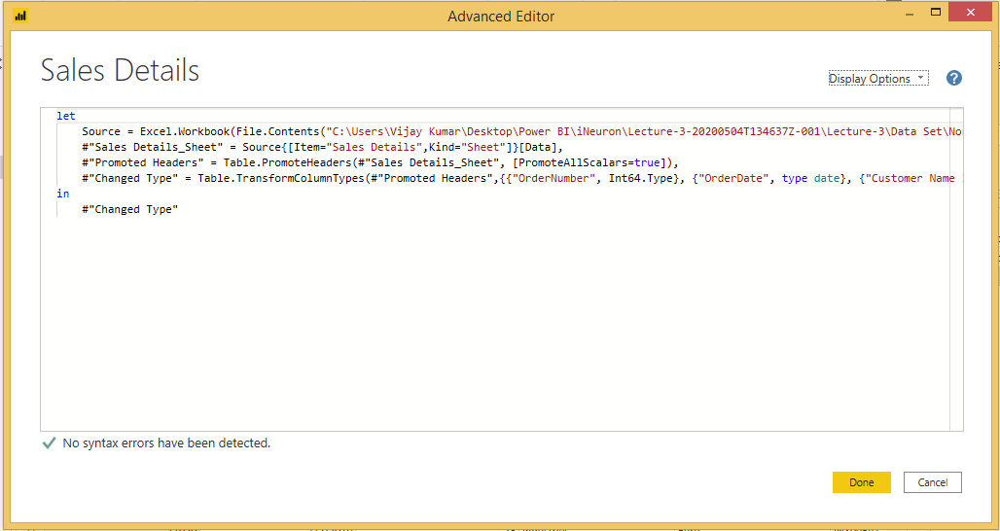 Advanced Editor
Sales Details
Display Options
?
let
Source = Excel.Workbook(File.Contents("C:\Users\Vijay Kumar\Desktop\Power BI\iNeuron\Lecture-3-20200504T134637Z-001\Lecture-3\Data Set\No
#"Sales Details_Sheet" = Source{[Item="Sales Details",Kind="Sheet"]}[Data],
#"Promoted Headers" = Table.PromoteHeaders(#"Sales Details_Sheet", [PromoteAllScalars=true]),
#"Changed Type" = Table.TransformColumnTypes(#"Promoted Headers",{{"OrderNumber", Int64.Type}, {"OrderDate", type date}, {"Customer Name
in
#"Changed Type"
No syntax errors have been detected.
Done
Cancel